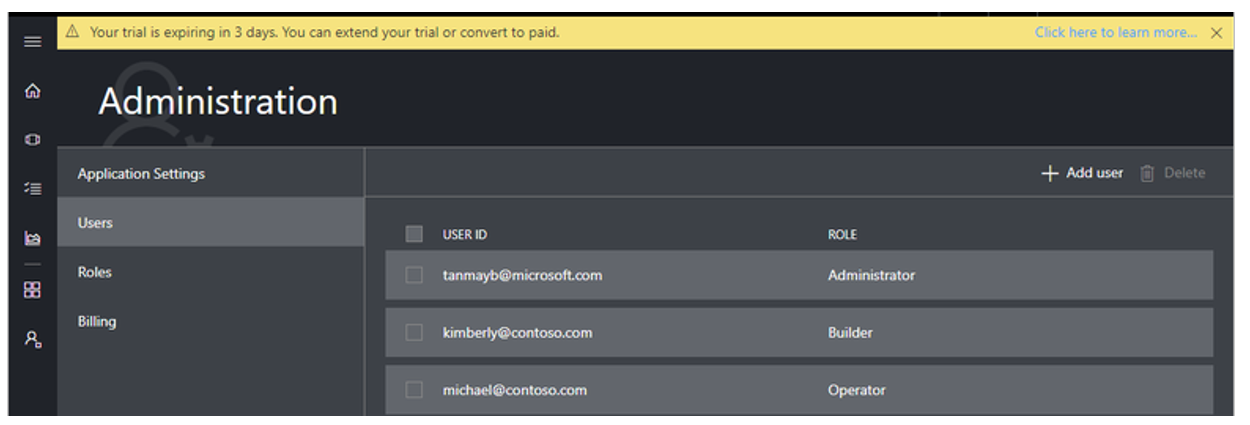 Your trial is expiring in 3 days. You can extend your trial or convert to paid. Click here to learn more...
Administration
Application Settings
Users
Roles
Billing
Add user Delete
USER ID ROLE
tanmayb@microsoft.com Administrator
kimberly@contoso.com Builder
michael@contoso.com Operator